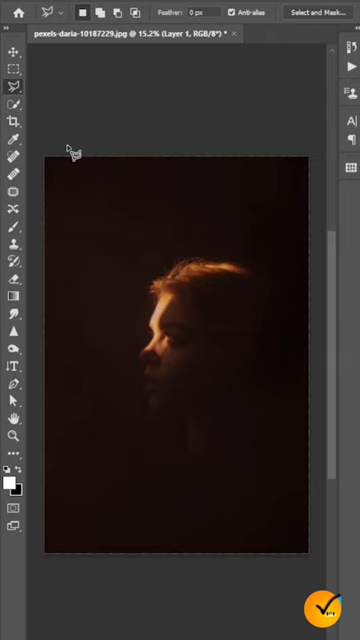 Feather: 0 px Anti-alias Select and Mask...
pexels-daria-10187229.jpg @ 15.2% (Layer 1, RGB/8*) * ×